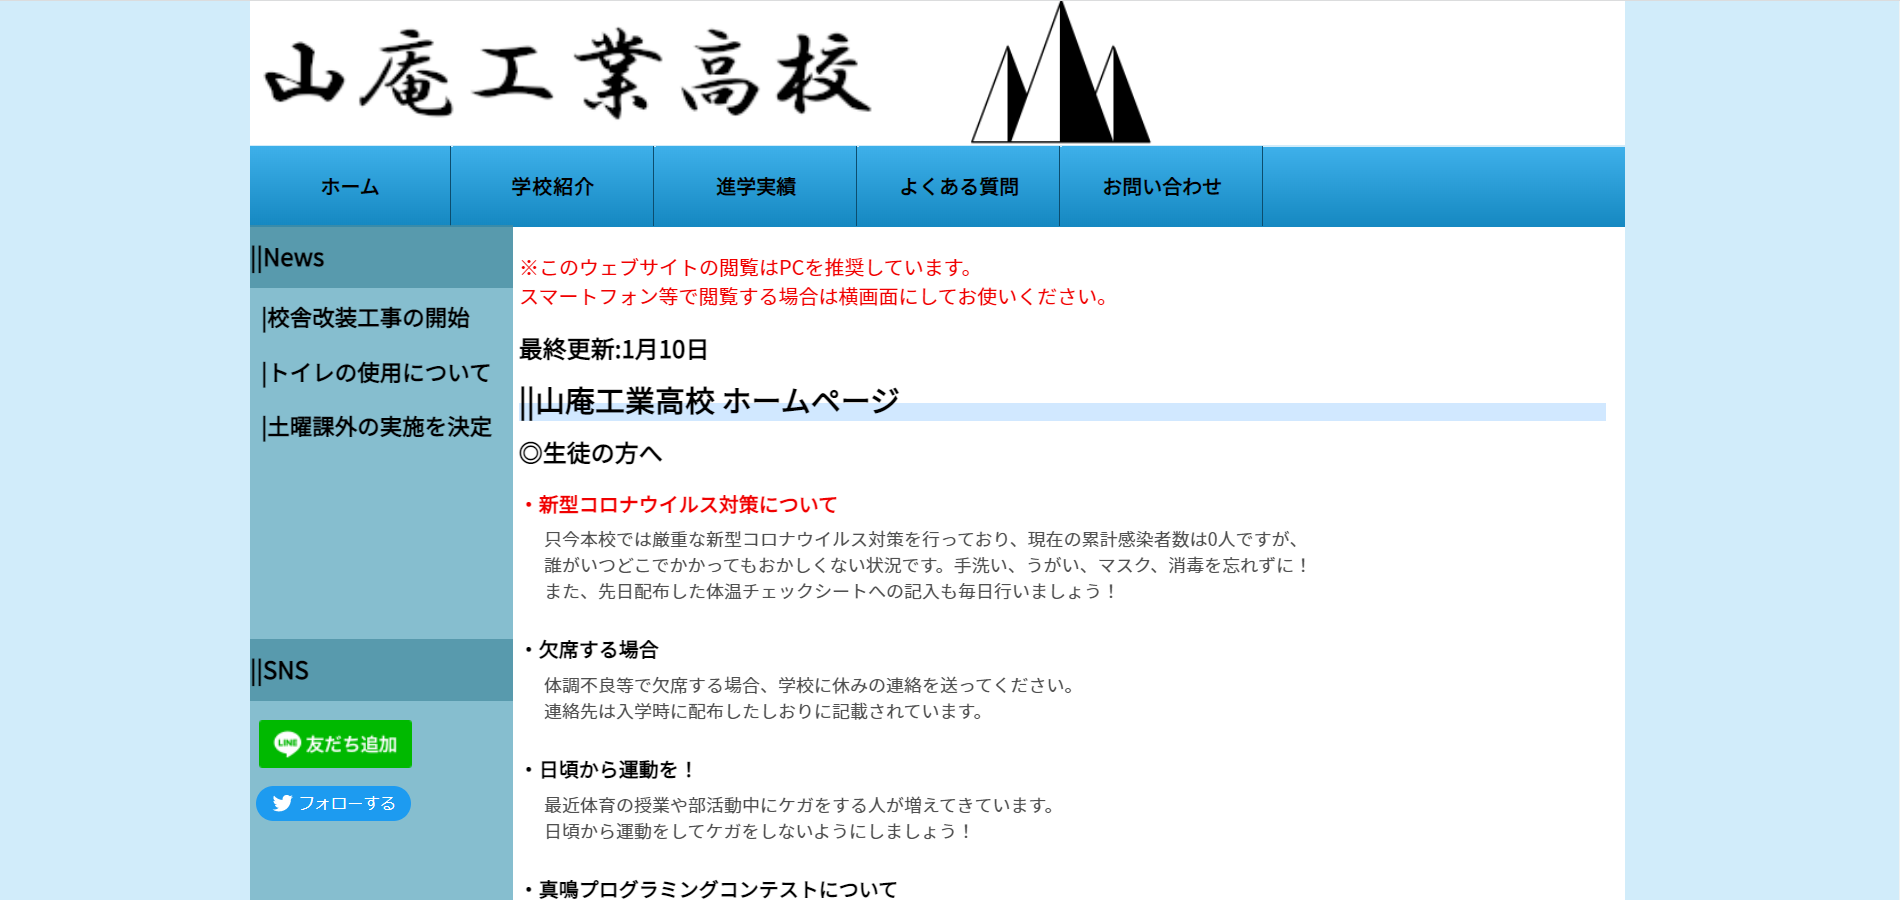 山庵工業高校
ホーム
学校紹介
進学実績
よくある質問
お問い合わせ
||News
|校舎改装工事の開始
|トイレの使用について
|土曜課外の実施を決定
||SNS
LINE 友だち追加
フォローする
※このウェブサイトの閲覧はPCを推奨しています。
スマートフォン等で閲覧する場合は横画面にしてお使いください。
最終更新:1月10日
||山庵工業高校 ホームページ
◎生徒の方へ
・新型コロナウイルス対策について
只今本校では厳重な新型コロナウイルス対策を行っており、現在の累計感染者数は0人ですが、
誰がいつどこでかかってもおかしくない状況です。手洗い、うがい、マスク、消毒を忘れずに！
また、先日配布した体温チェックシートへの記入も毎日行いましょう！
・欠席する場合
体調不良等で欠席する場合、学校に休みの連絡を送ってください。
連絡先は入学時に配布したしおりに記載されています。
・日頃から運動を！
最近体育の授業や部活動中にケガをする人が増えてきています。
日頃から運動をしてケガをしないようにしましょう！
・真鳴プログラミングコンテストについて